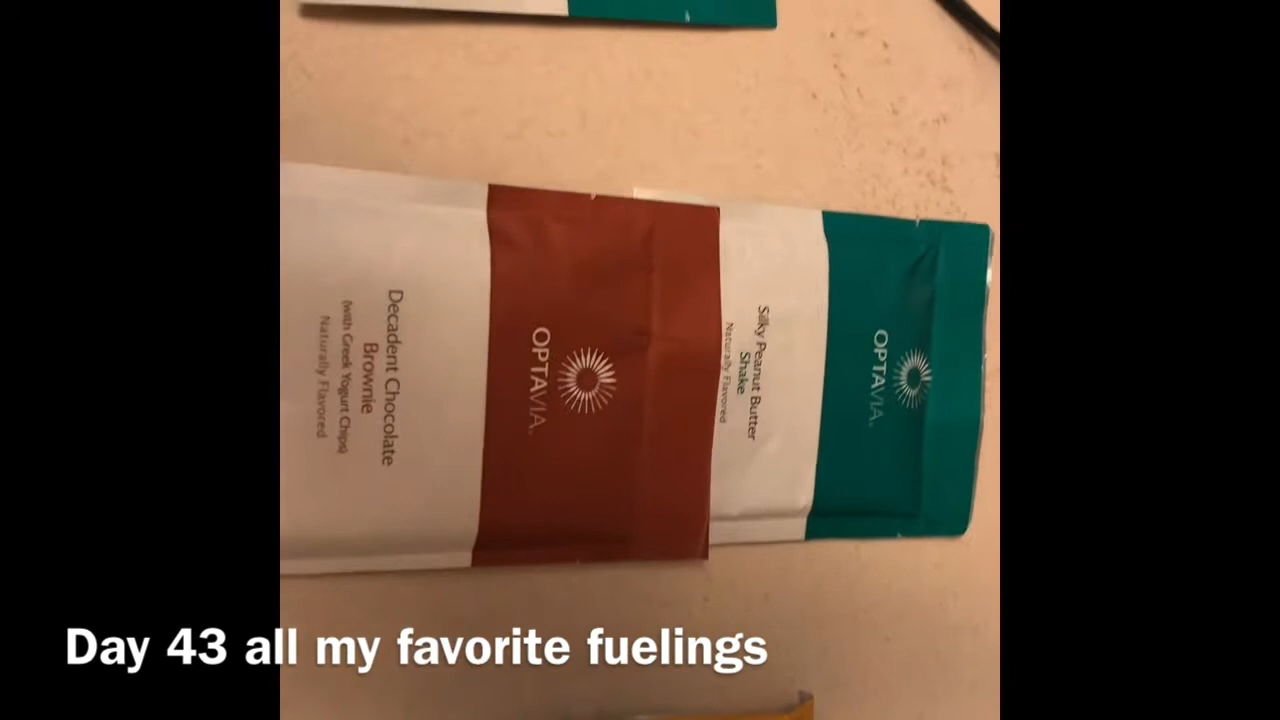 OPTAVIA®
Decadent Chocolate
Brownie
(with Greek Yogurt Chips)
Naturally Flavored
OPTAVIA®
Silky Peanut Butter
Shake
Naturally Flavored
Day 43 all my favorite fuelings